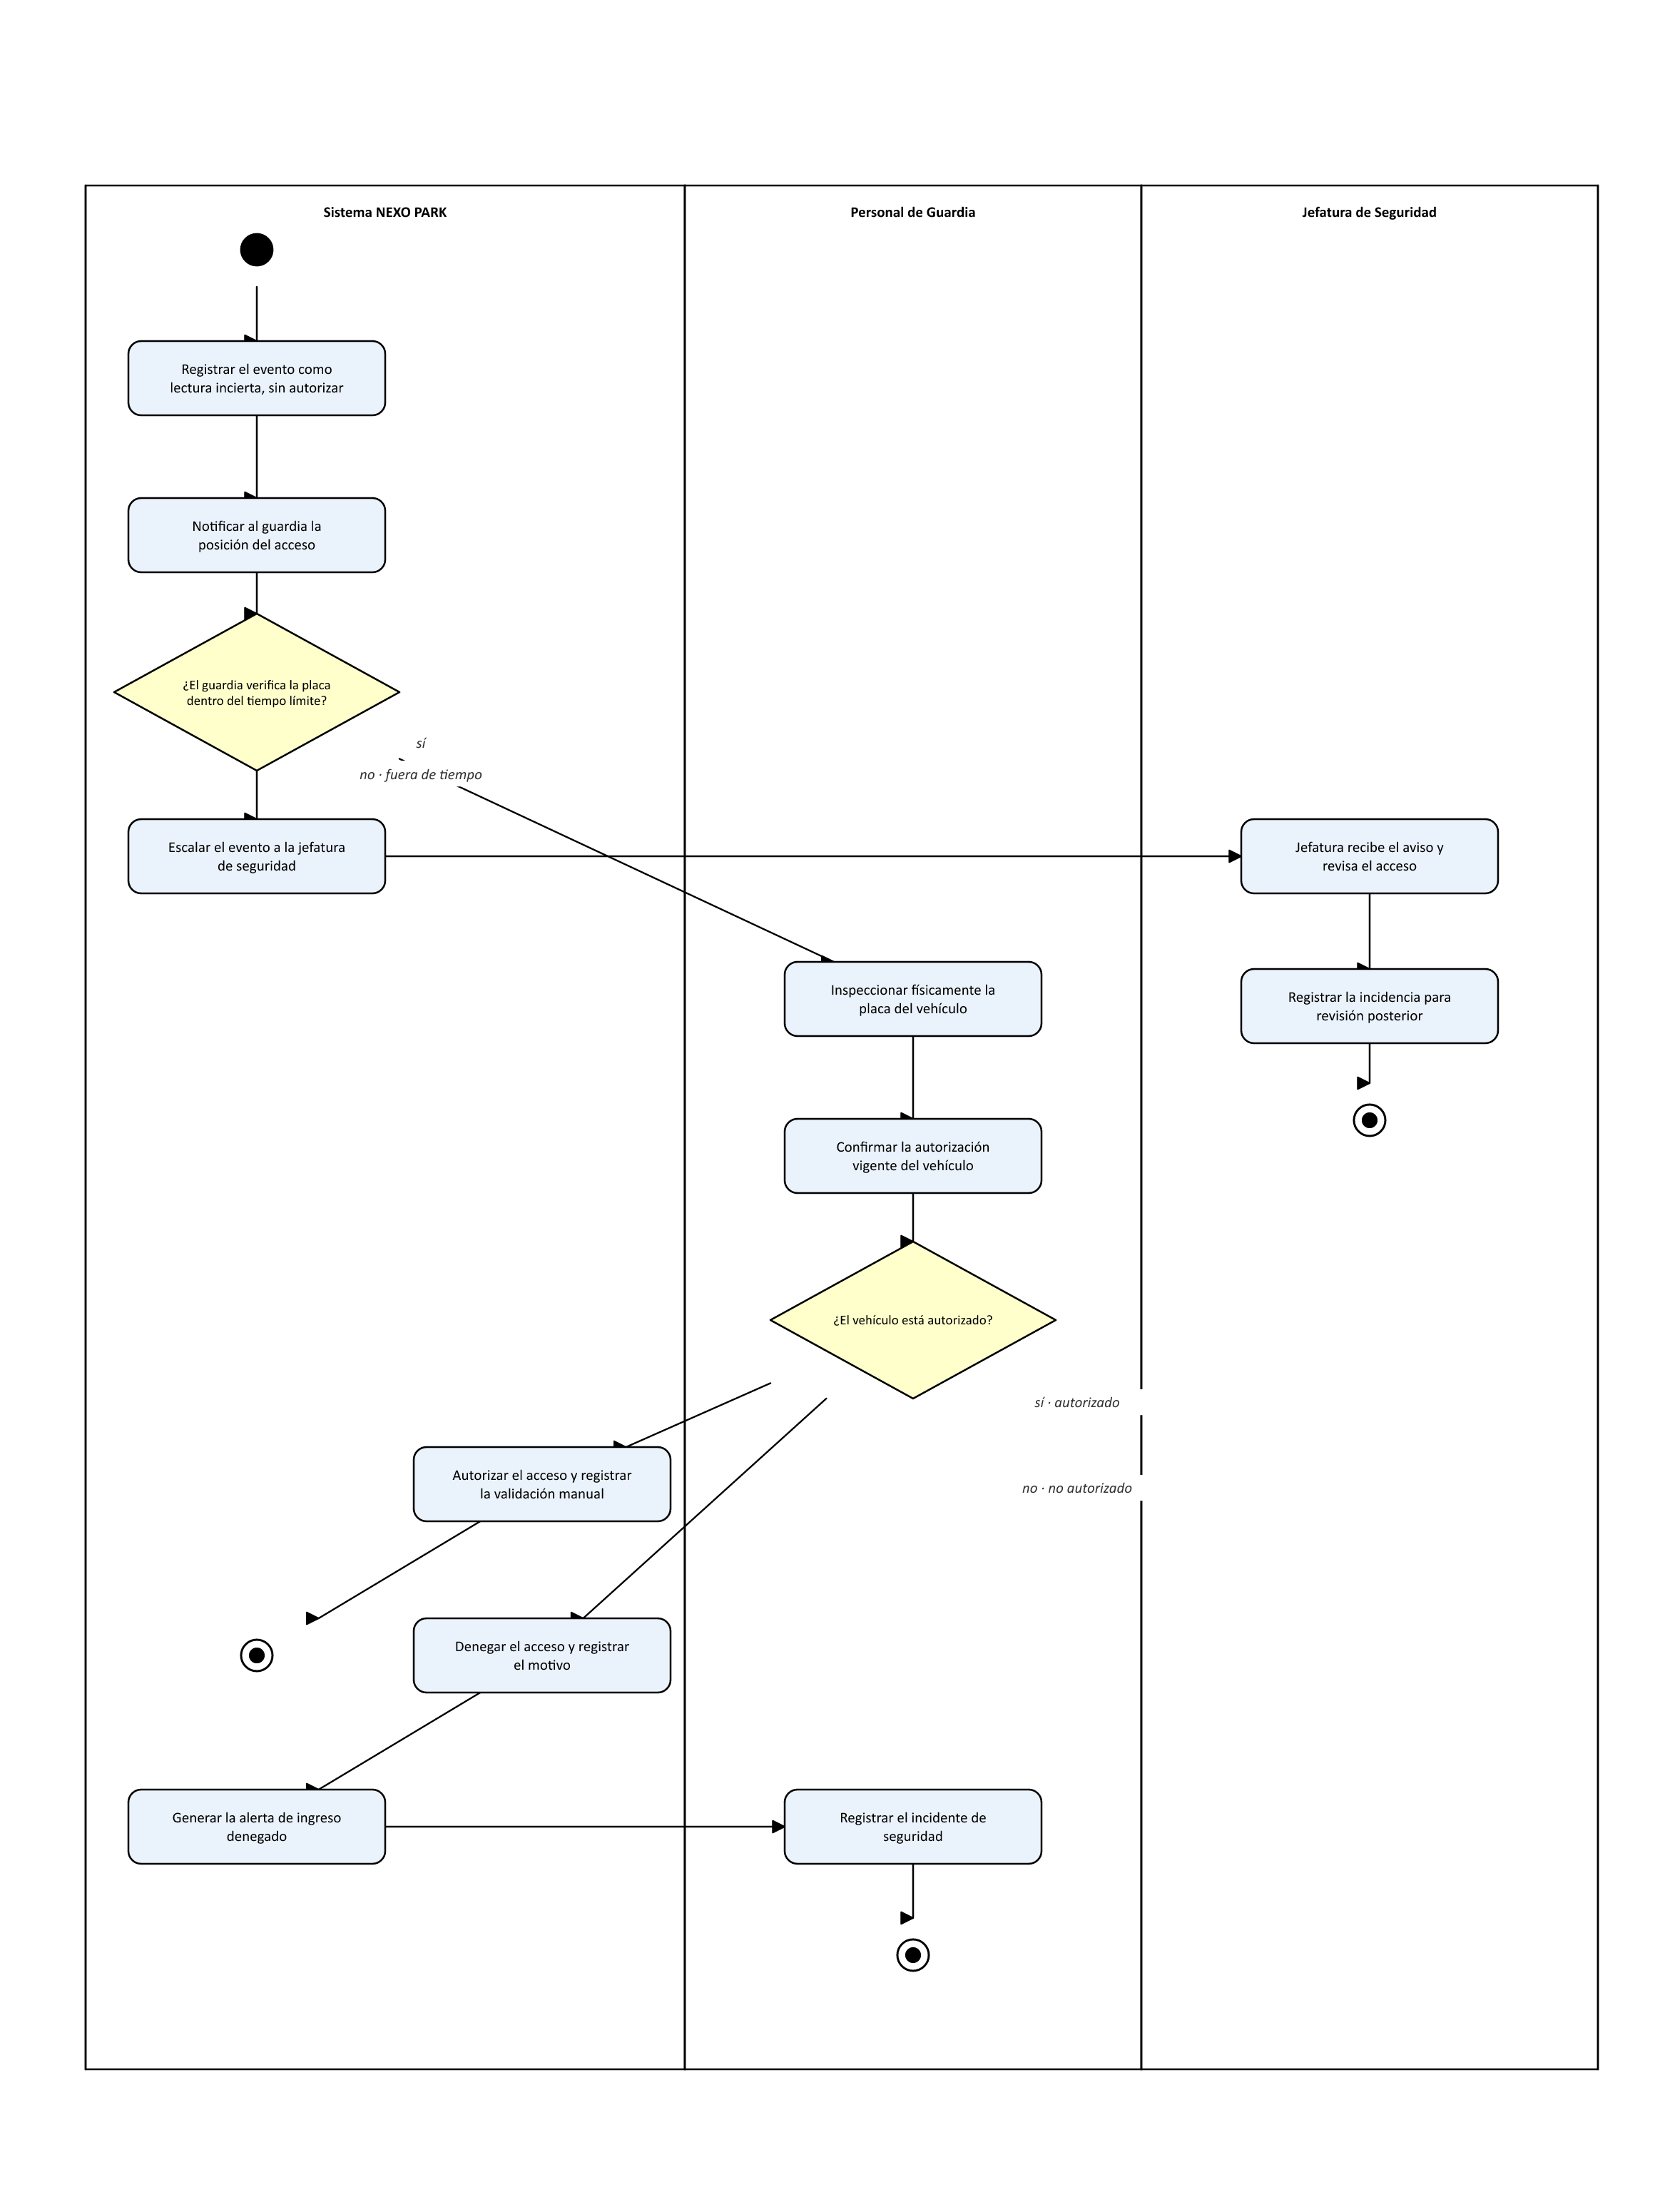 Sistema NEXO PARK
Personal de Guardia
Jefatura de Seguridad
Registrar el evento como
lectura incierta, sin autorizar
Notificar al guardia la
posición del acceso
¿El guardia verifica la placa
dentro del tiempo límite?
sí
no · fuera de tiempo
Escalar el evento a la jefatura
de seguridad
Jefatura recibe el aviso y
revisa el acceso
Inspeccionar físicamente la
placa del vehículo
Registrar la incidencia para
revisión posterior
Confirmar la autorización
vigente del vehículo
¿El vehículo está autorizado?
sí · autorizado
Autorizar el acceso y registrar
la validación manual
no · no autorizado
Denegar el acceso y registrar
el motivo
Generar la alerta de ingreso
denegado
Registrar el incidente de
seguridad